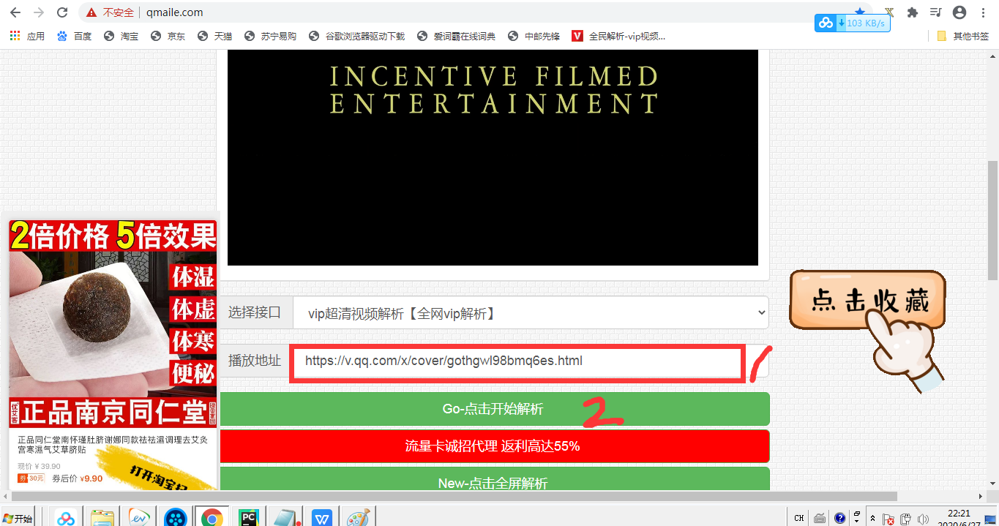 不安全 | qmaile.com
103 KB/s
应用 百度 淘宝 京东 天猫 苏宁易购 谷歌浏览器驱动下载 爱词霸在线词典 中邮先锋 V 全民解析-vip视频... 其他书签
INCENTIVE FILMED
ENTERTAINMENT
2倍价格 5倍效果
体湿
体虚
体寒
便秘
正品南京同仁堂
正品同仁堂南怀瑾肚脐谢娜同款祛祛濕调理去艾灸
宫寒濕气艾草脐贴
现价 ¥ 39.90
券 30元 券后价 ¥9.90
打开淘宝扫
选择接口 vip超清视频解析【全网vip解析】
播放地址 https://v.qq.com/x/cover/gothgwl98bmq6es.html
1
Go-点击开始解析 2
流量卡诚招代理 返利高达55%
New-点击全屏解析
点击收藏
开始 ev PC W CH 22:21
2020/6/27